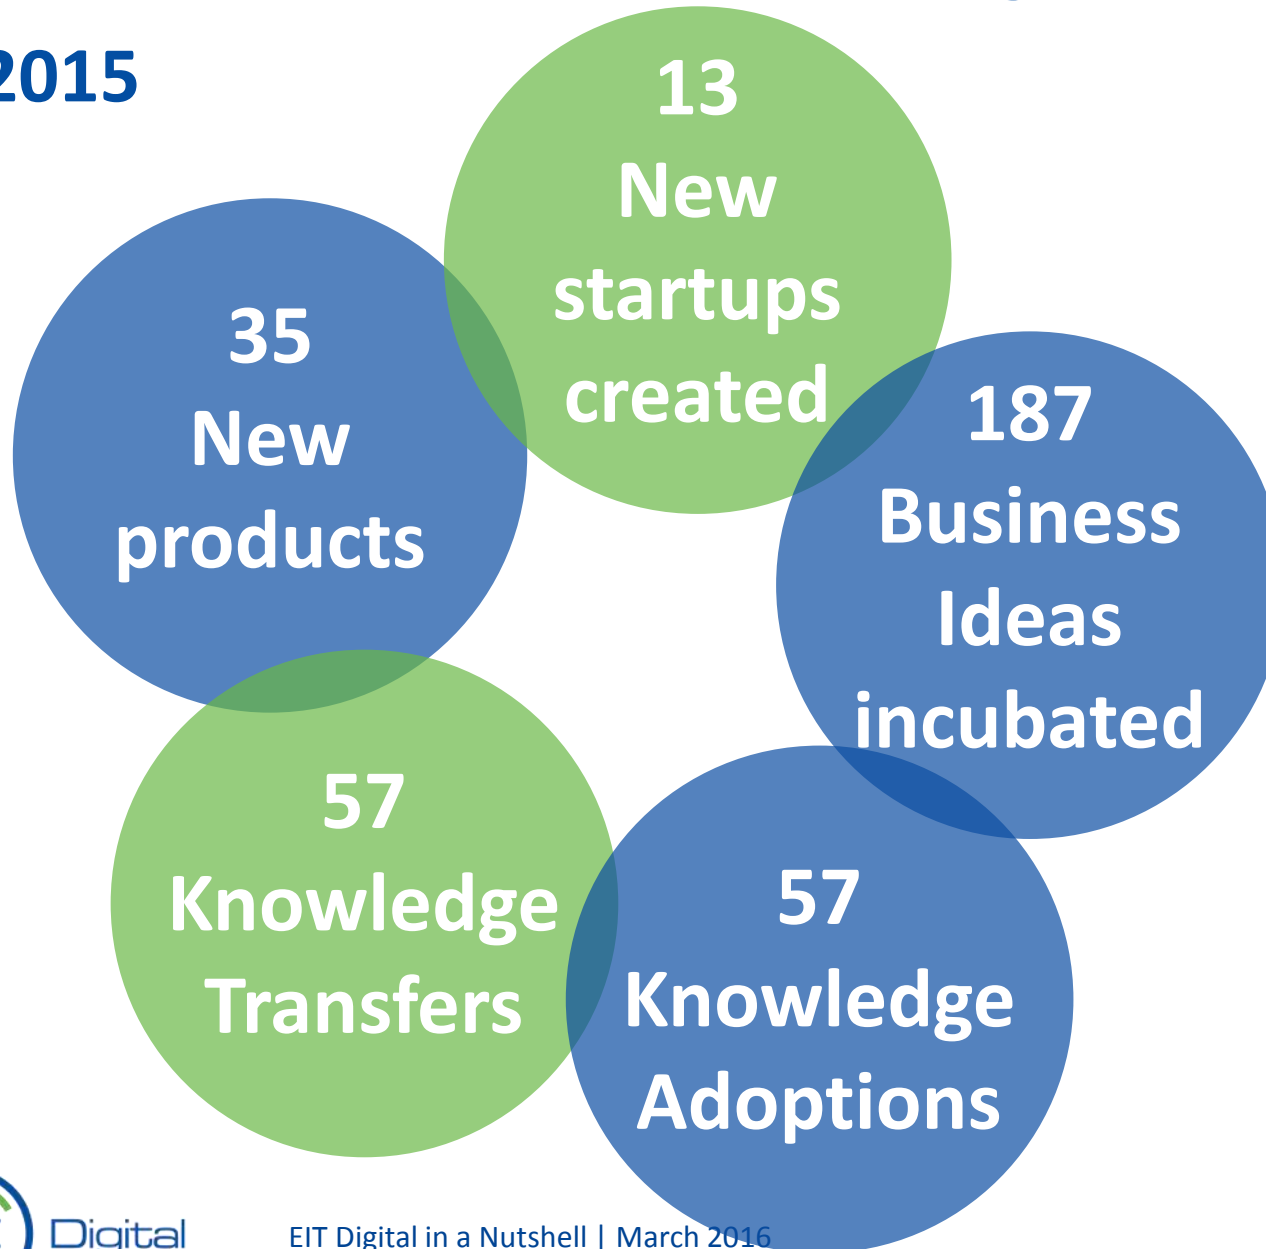 2015
13
New
startups
created
35
New
products
187
Business
Ideas
incubated
57
Knowledge
Transfers
57
Knowledge
Adoptions
Digital
EIT Digital in a Nutshell | March 2016